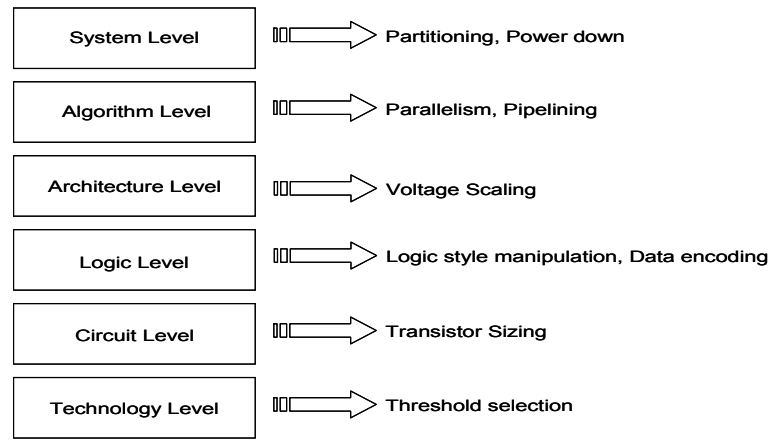 System Level
Partitioning, Power down
Algorithm Level
Parallelism, Pipelining
Architecture Level
Voltage Scaling
Logic Level
Logic style manipulation, Data encoding
Circuit Level
Transistor Sizing
Technology Level
Threshold selection